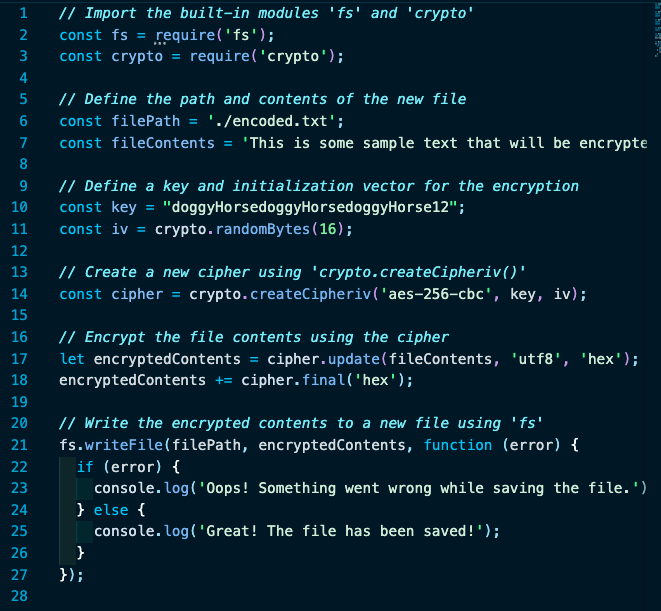 1 // Import the built-in modules 'fs' and 'crypto'
2 const fs = require('fs');
3 const crypto = require('crypto');
4
5 // Define the path and contents of the new file
6 const filePath = './encoded.txt';
7 const fileContents = 'This is some sample text that will be encrypte
8
9 // Define a key and initialization vector for the encryption
10 const key = "doggyHorsedoggyHorsedoggyHorse12";
11 const iv = crypto.randomBytes(16);
12
13 // Create a new cipher using 'crypto.createCipheriv()'
14 const cipher = crypto.createCipheriv('aes-256-cbc', key, iv);
15
16 // Encrypt the file contents using the cipher
17 let encryptedContents = cipher.update(fileContents, 'utf8', 'hex');
18 encryptedContents += cipher.final('hex');
19
20 // Write the encrypted contents to a new file using 'fs'
21 fs.writeFile(filePath, encryptedContents, function (error) {
22 if (error) {
23 console.log('Oops! Something went wrong while saving the file.')
24 } else {
25 console.log('Great! The file has been saved!');
26 }
27 });
28